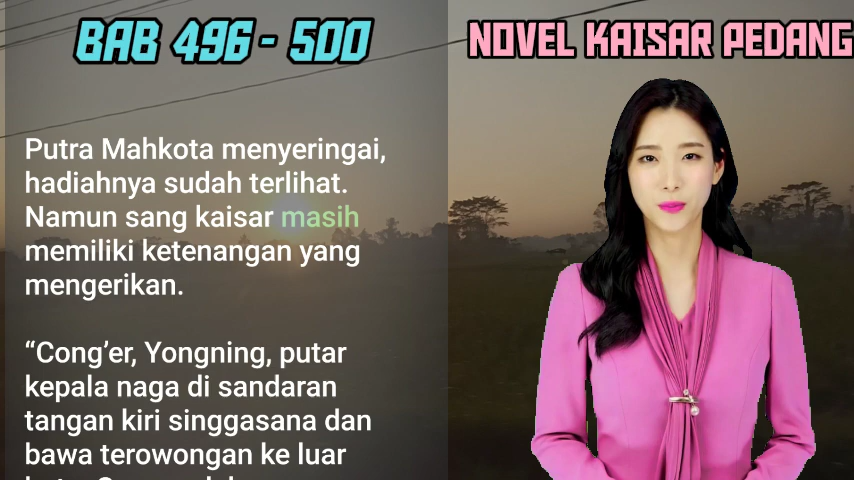 BAB 496 - 500
NOVEL KAISAR PEDANG
Putra Mahkota menyeringai,
hadiahnya sudah terlihat.
Namun sang kaisar masih
memiliki ketenangan yang
mengerikan.
“Cong’er, Yongning, putar
kepala naga di sandaran
tangan kiri singgasana dan
bawa terowongan ke luar